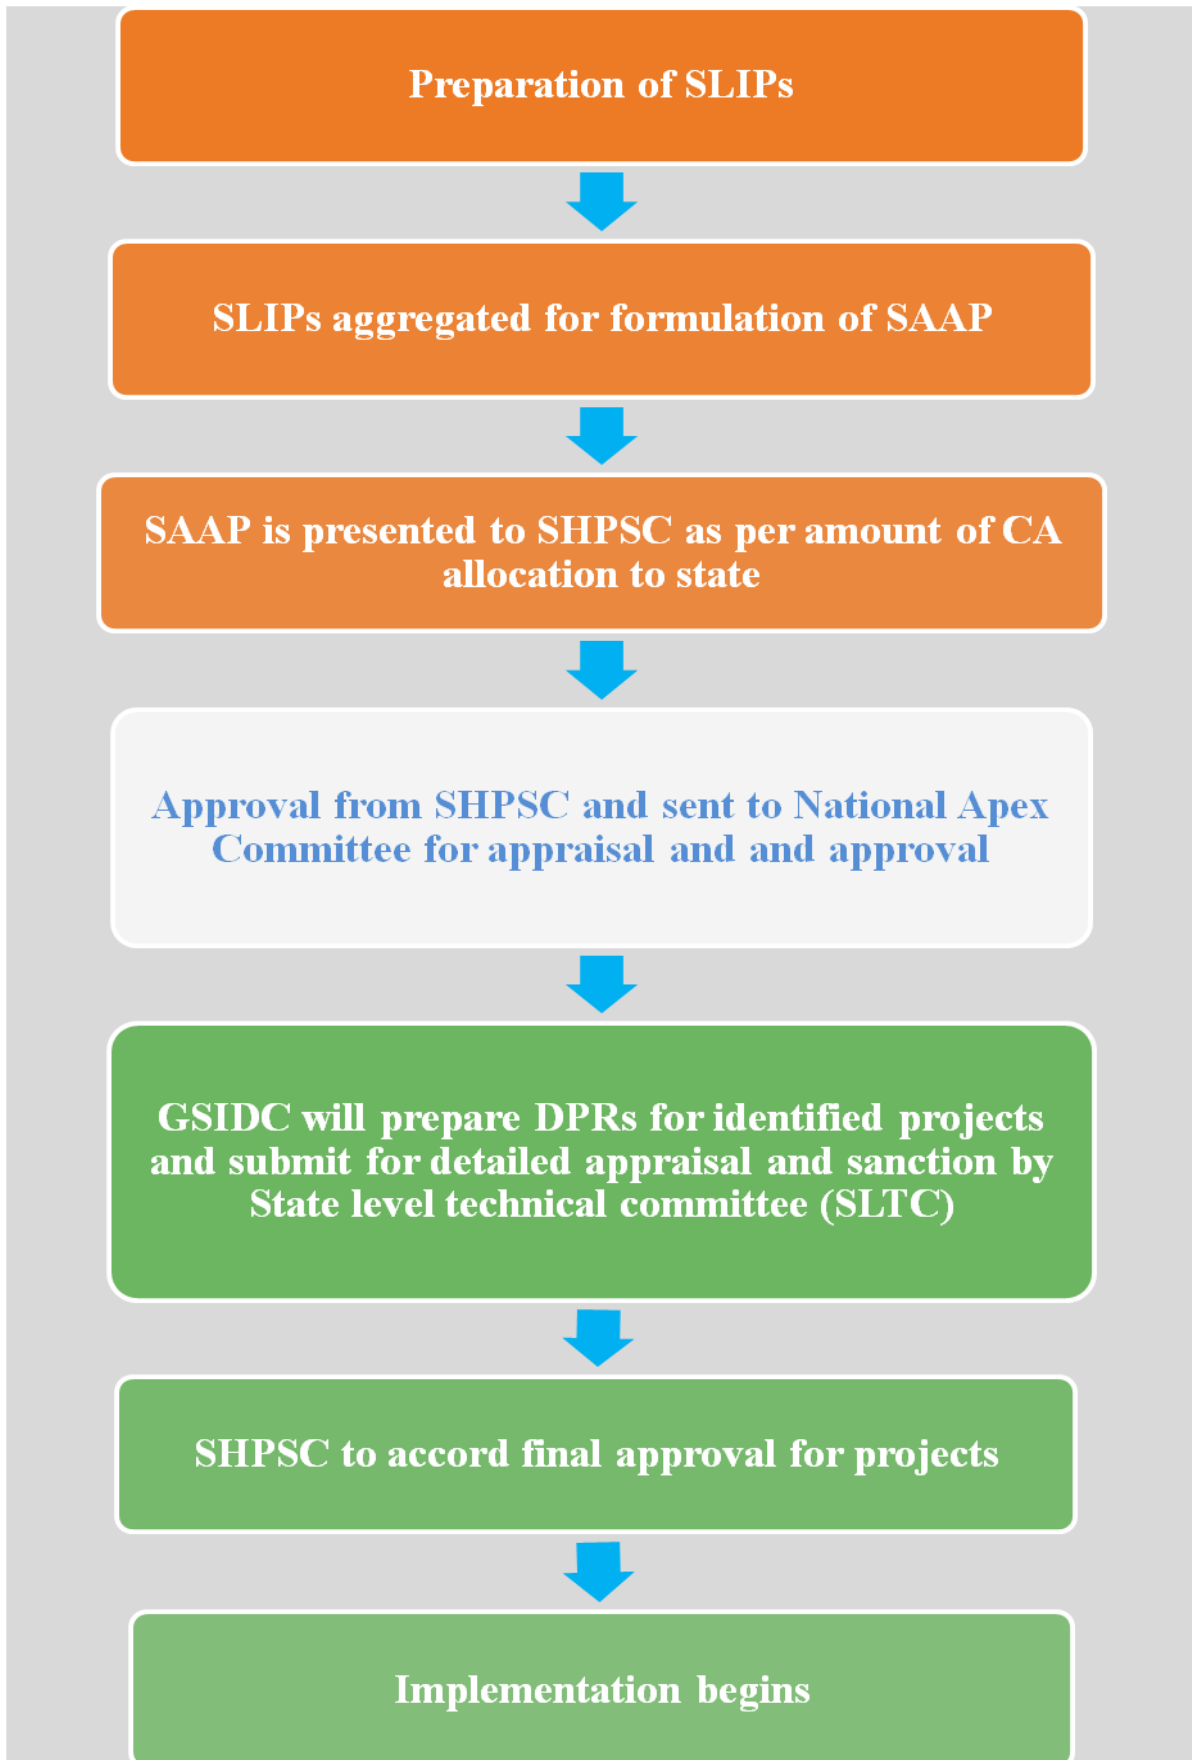 Preparation of SLIPs
SLIPs aggregated for formulation of SAAP
SAAP is presented to SHPSC as per amount of CA
allocation to state
Approval from SHPSC and sent to National Apex
Committee for appraisal and and approval
GSIDC will prepare DPRs for identified projects
and submit for detailed appraisal and sanction by
State level technical committee (SLTC)
SHPSC to accord final approval for projects
Implementation begins